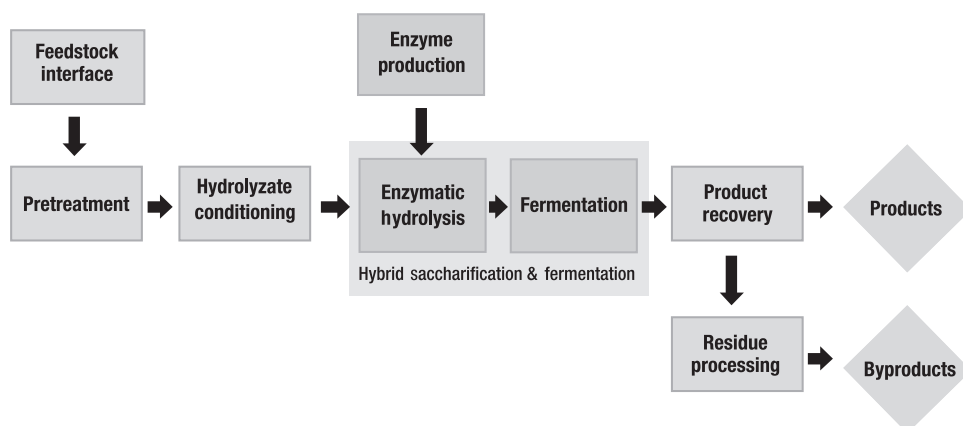 Feedstock
interface
Enzyme
production
Pretreatment
Hydrolyzate
conditioning
Enzymatic
hydrolysis
Fermentation
Hybrid saccharification & fermentation
Product
recovery
Products
Residue
processing
Byproducts